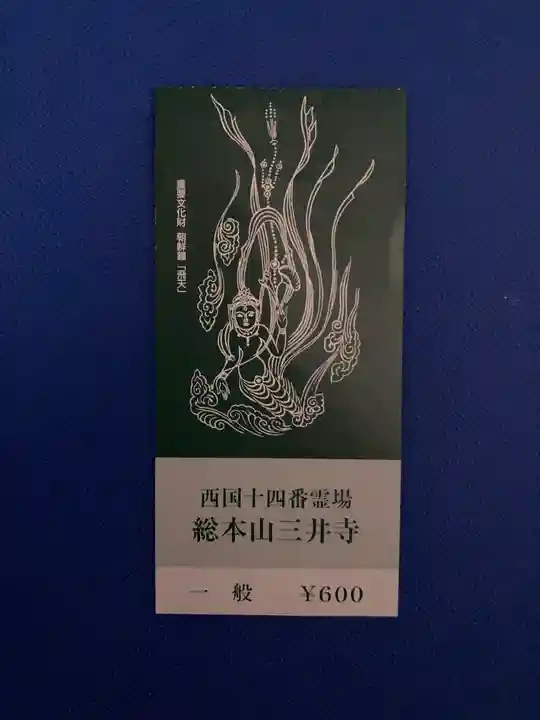 重要文化財 朝鮮鐘「飛天」
西国十四番霊場
総本山三井寺
一般 ¥600